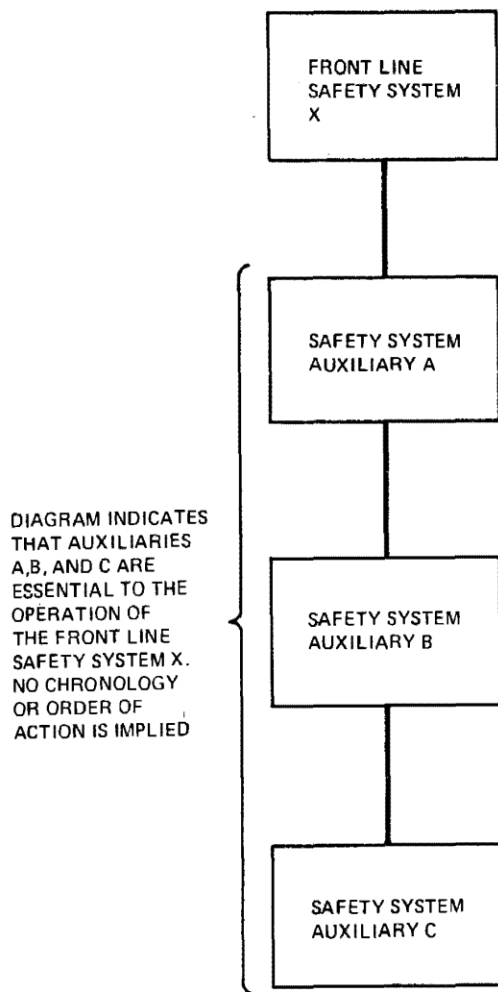 FRONT LINE
SAFETY SYSTEM
X
SAFETY SYSTEM
AUXILIARY A
DIAGRAM INDICATES
THAT AUXILIARIES
A,B, AND C ARE
ESSENTIAL TO THE
OPERATION OF
THE FRONT LINE
SAFETY SYSTEM X.
NO CHRONOLOGY
OR ORDER OF
ACTION IS IMPLIED
SAFETY SYSTEM
AUXILIARY B
SAFETY SYSTEM
AUXILIARY C